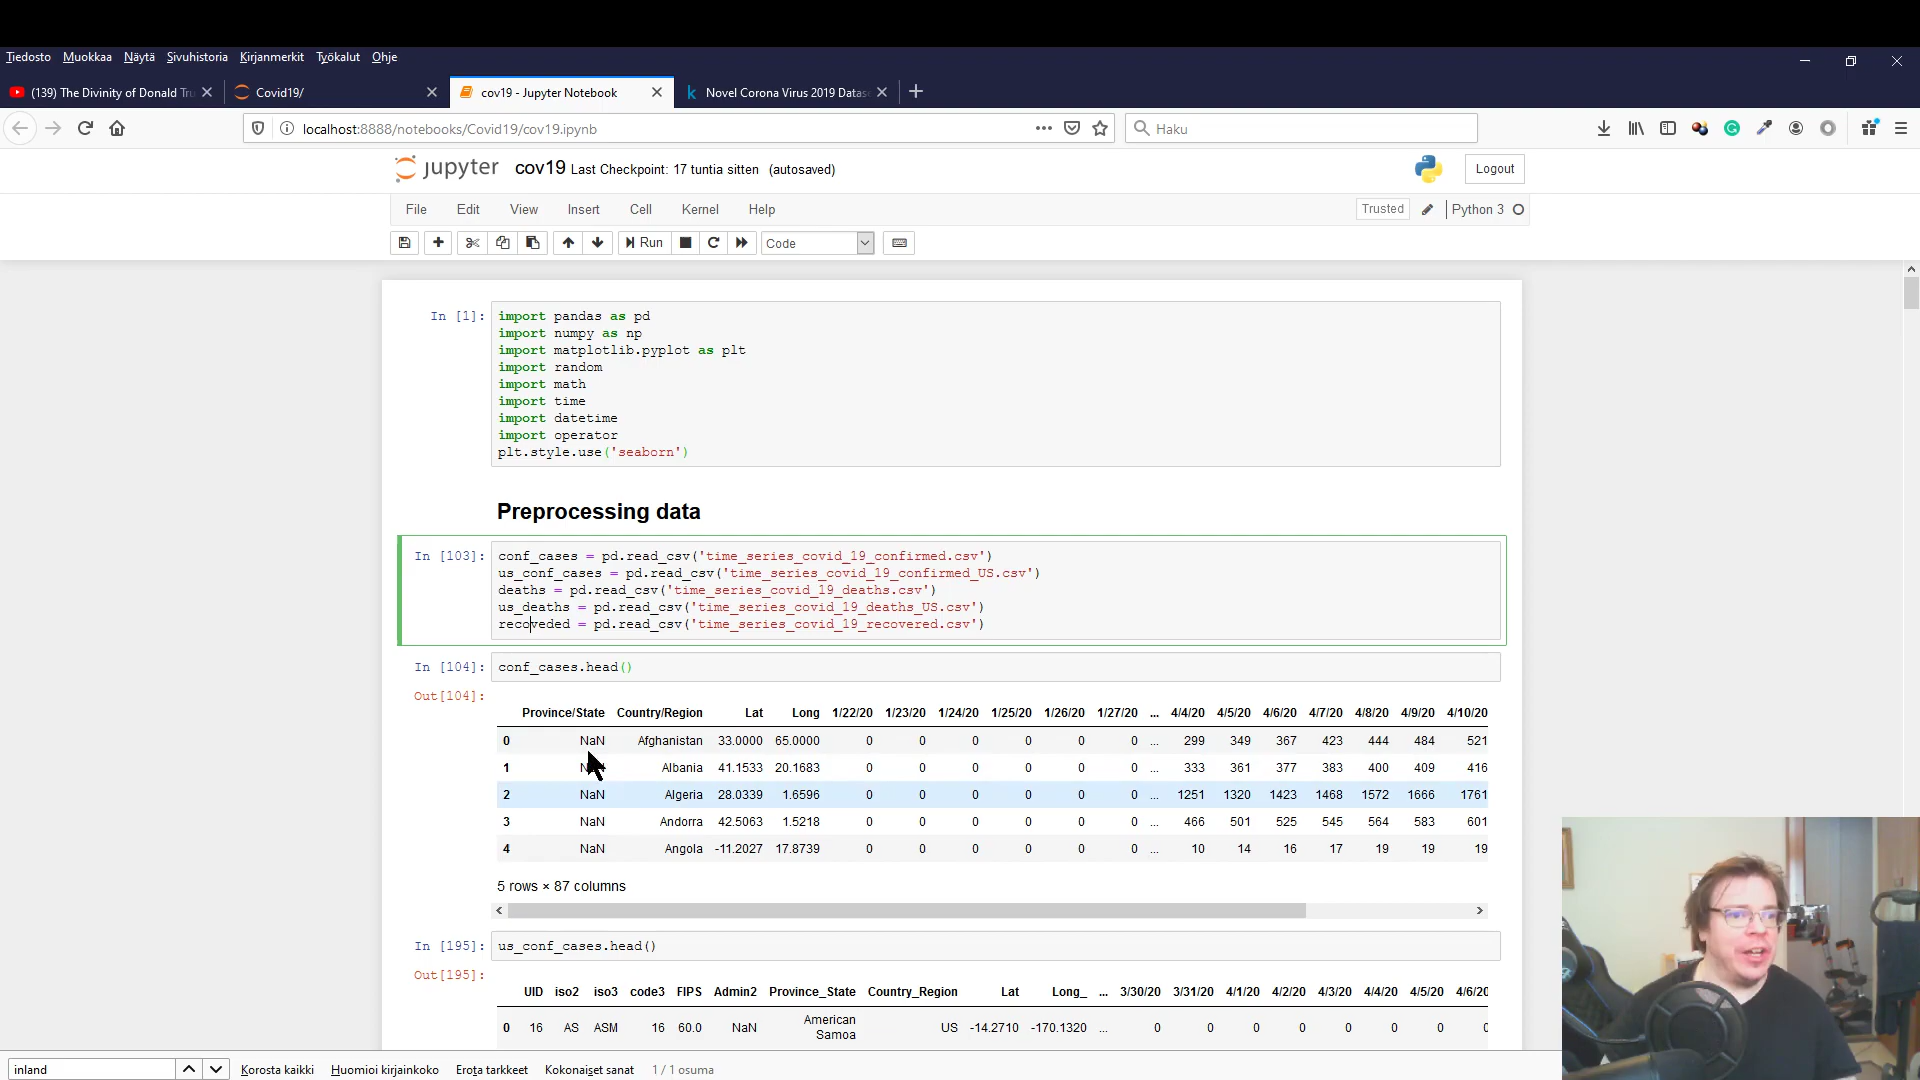 Tiedosto Muokkaa Näytä Sivuhistoria Kirjanmerkit Työkalut Ohje
(139) The Divinity of Donald Tru
Covid19/
cov19 - Jupyter Notebook
Novel Corona Virus 2019 Datas
localhost:8888/notebooks/Covid19/cov19.ipynb
Haku
jupyter cov19 Last Checkpoint: 17 tuntia sitten (autosaved)
Logout
File Edit View Insert Cell Kernel Help
Trusted
Python 3
Run
Code
In [1]:
import pandas as pd
import numpy as np
import matplotlib.pyplot as plt
import random
import math
import time
import datetime
import operator
plt.style.use('seaborn')
Preprocessing data
In [103]:
conf_cases = pd.read_csv('time_series_covid_19_confirmed.csv')
us_conf_cases = pd.read_csv('time_series_covid_19_confirmed_US.csv')
deaths = pd.read_csv('time_series_covid_19_deaths.csv')
us_deaths = pd.read_csv('time_series_covid_19_deaths_US.csv')
recoveded = pd.read_csv('time_series_covid_19_recovered.csv')
In [104]: conf_cases.head()
Out[104]:
Province/State Country/Region Lat Long 1/22/20 1/23/20 1/24/20 1/25/20 1/26/20 1/27/20 ... 4/4/20 4/5/20 4/6/20 4/7/20 4/8/20 4/9/20 4/10/20
0 NaN Afghanistan 33.0000 65.0000 0 0 0 0 0 0 ... 299 349 367 423 444 484 521
1 Albania 41.1533 20.1683 0 0 0 0 0 0 ... 333 361 377 383 400 409 416
2 NaN Algeria 28.0339 1.6596 0 0 0 0 0 0 ... 1251 1320 1423 1468 1572 1666 1761
3 NaN Andorra 42.5063 1.5218 0 0 0 0 0 0 ... 466 501 525 545 564 583 601
4 NaN Angola -11.2027 17.8739 0 0 0 0 0 0 ... 10 14 16 17 19 19 19
5 rows × 87 columns
In [195]: us_conf_cases.head()
Out[195]:
UID iso2 iso3 code3 FIPS Admin2 Province_State Country_Region Lat Long_ ... 3/30/20 3/31/20 4/1/20 4/2/20 4/3/20 4/4/20 4/5/20 4/6/20
0 16 AS ASM 16 60.0 NaN American Samoa US -14.2710 -170.1320 ... 0 0 0 0 0 0 0 0
inland
Korosta kaikki Huomioi kirjainkoko Erota tarkkeet Kokonaiset sanat 1 / 1 osuma